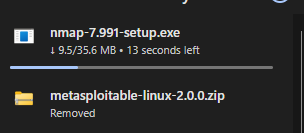 nmap-7.991-setup.exe
↓ 9.5/35.6 MB • 13 seconds left
metasploitable-linux-2.0.0.zip
Removed